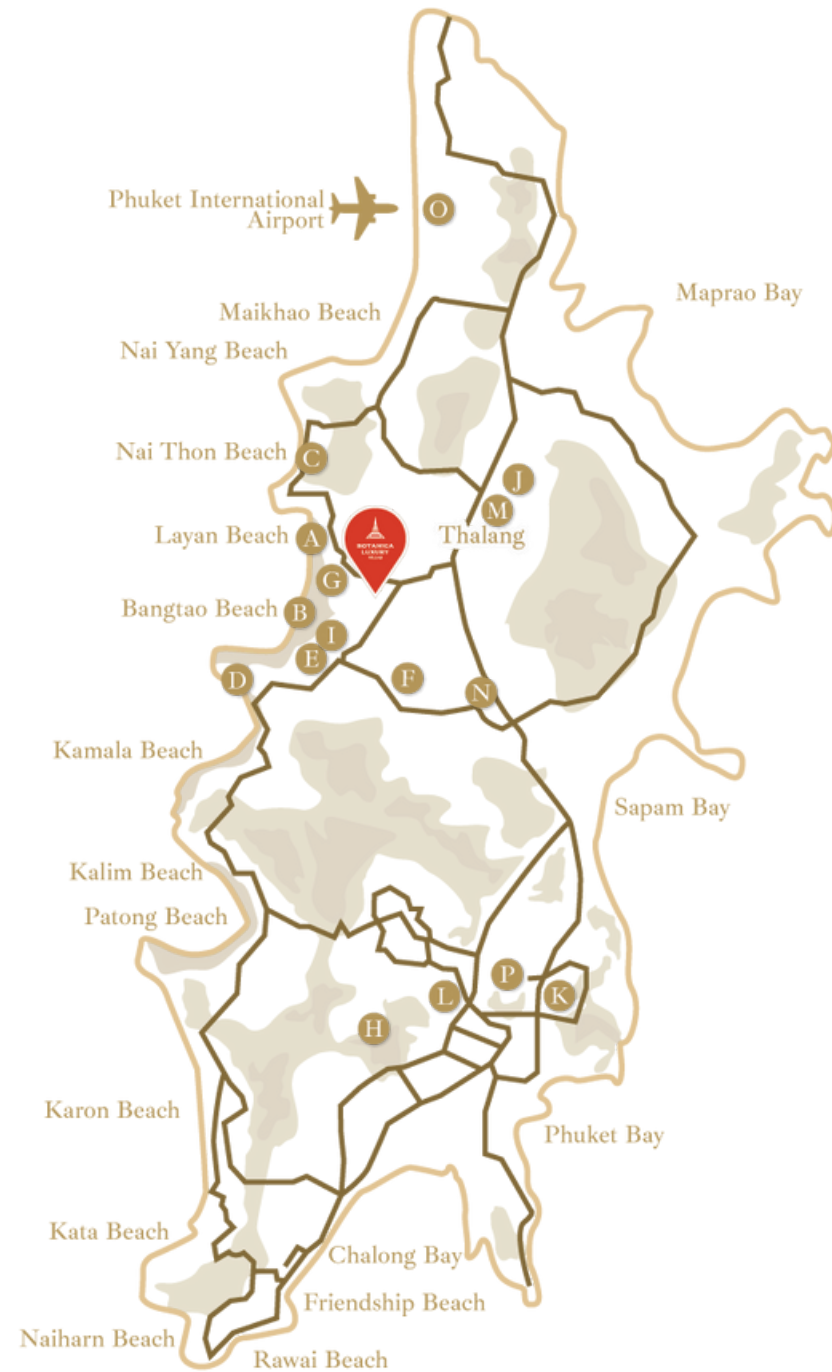 Phuket International
Airport
O
Maprao Bay
Maikhao Beach
Nai Yang Beach
Nai Thon Beach
C
J
M
Layan Beach
A
BOTANICA
LUXURY
Thalang
G
Bangtao Beach
B
I
E
D
F
N
Kamala Beach
Sapam Bay
Kalim Beach
Patong Beach
P
L
K
H
Karon Beach
Phuket Bay
Kata Beach
Chalong Bay
Friendship Beach
Naiharn Beach
Rawai Beach